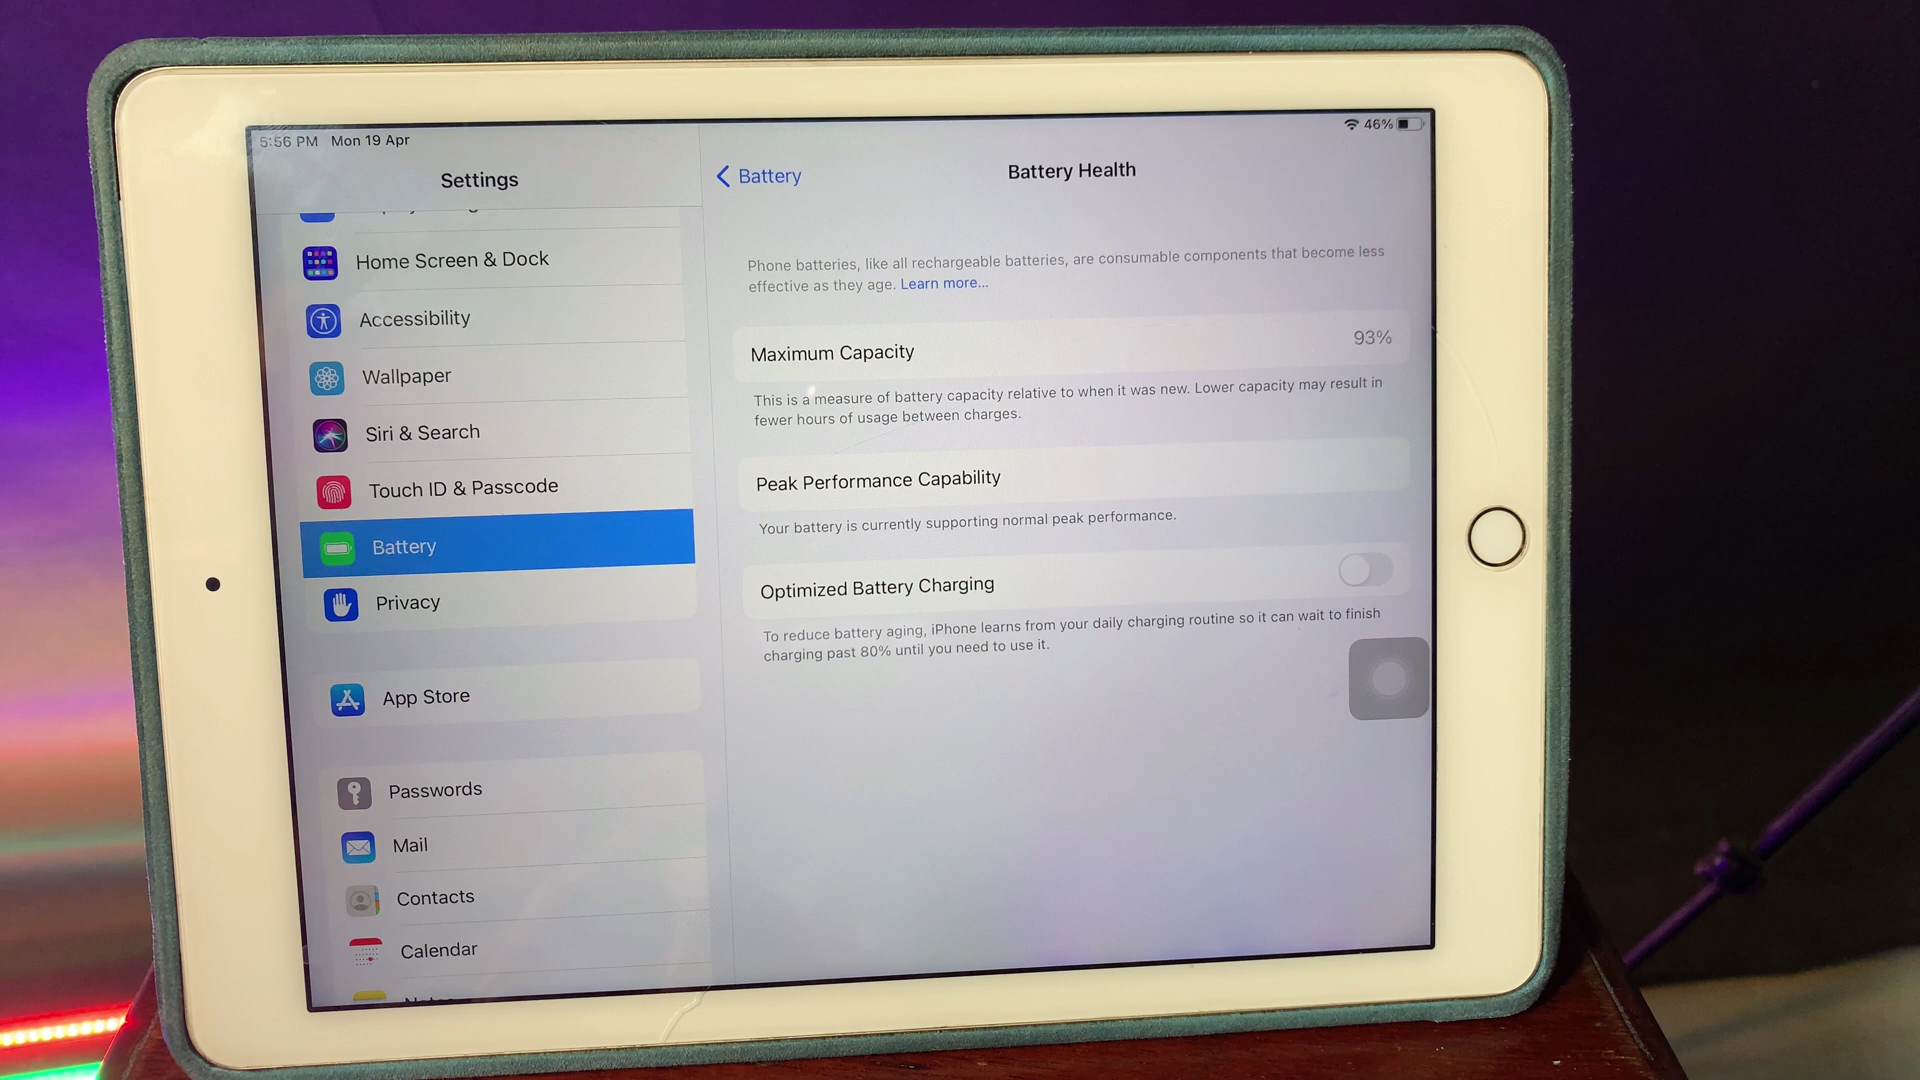 5:56 PM Mon 19 Apr
46%
Settings
Home Screen & Dock
Accessibility
Wallpaper
Siri & Search
Touch ID & Passcode
Battery
Privacy
App Store
Passwords
Mail
Contacts
Calendar
Battery
Battery Health
Phone batteries, like all rechargeable batteries, are consumable components that become less
effective as they age. Learn more...
Maximum Capacity 93%
This is a measure of battery capacity relative to when it was new. Lower capacity may result in
fewer hours of usage between charges.
Peak Performance Capability
Your battery is currently supporting normal peak performance.
Optimized Battery Charging
To reduce battery aging, iPhone learns from your daily charging routine so it can wait to finish
charging past 80% until you need to use it.